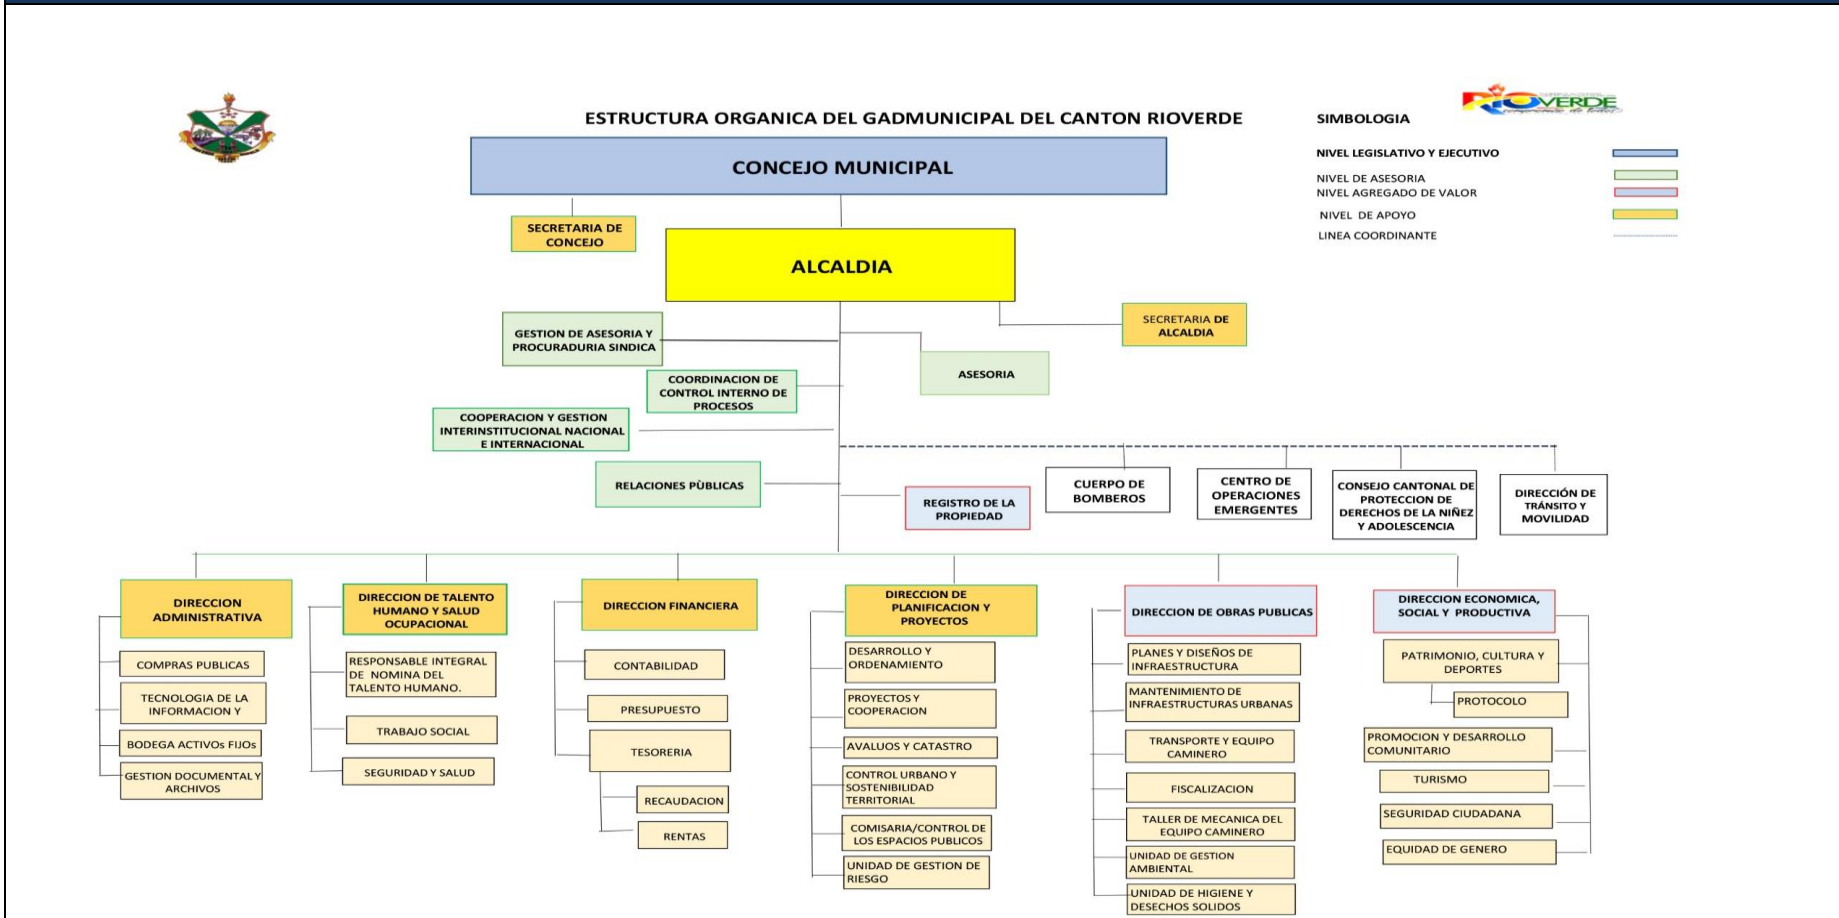 ESTRUCTURA ORGANICA DEL GADMUNICIPAL DEL CANTON RIOVERDE
RIOVERDE
SIMBOLOGIA
NIVEL LEGISLATIVO Y EJECUTIVO
NIVEL DE ASESORIA
NIVEL AGREGADO DE VALOR
NIVEL DE APOYO
LINEA COORDINANTE
CONCEJO MUNICIPAL
SECRETARIA DE
CONCEJO
ALCALDIA
SECRETARIA DE
ALCALDIA
GESTION DE ASESORIA Y
PROCURADURIA SINDICA
ASESORIA
COORDINACION DE
CONTROL INTERNO DE
PROCESOS
COOPERACION Y GESTION
INTERINSTITUCIONAL NACIONAL
E INTERNACIONAL
RELACIONES PÙBLICAS
REGISTRO DE LA
PROPIEDAD
CUERPO DE
BOMBEROS
CENTRO DE
OPERACIONES
EMERGENTES
CONSEJO CANTONAL DE
PROTECCION DE
DERECHOS DE LA NIÑEZ
Y ADOLESCENCIA
DIRECCIÓN DE
TRÁNSITO Y
MOVILIDAD
DIRECCION
ADMINISTRATIVA
COMPRAS PUBLICAS
TECNOLOGIA DE LA
INFORMACION Y
BODEGA ACTIVOs FIJOs
GESTION DOCUMENTAL Y
ARCHIVOS
DIRECCION DE TALENTO
HUMANO Y SALUD
OCUPACIONAL
RESPONSABLE INTEGRAL
DE NOMINA DEL
TALENTO HUMANO.
TRABAJO SOCIAL
SEGURIDAD Y SALUD
DIRECCION FINANCIERA
CONTABILIDAD
PRESUPUESTO
TESORERIA
RECAUDACION
RENTAS
DIRECCION DE
PLANIFICACION Y
PROYECTOS
DESARROLLO Y
ORDENAMIENTO
PROYECTOS Y
COOPERACION
AVALUOS Y CATASTRO
CONTROL URBANO Y
SOSTENIBILIDAD
TERRITORIAL
COMISARIA/CONTROL DE
LOS ESPACIOS PUBLICOS
UNIDAD DE GESTION DE
RIESGO
DIRECCION DE OBRAS PUBLICAS
PLANES Y DISEÑOS DE
INFRAESTRUCTURA
MANTENIMIENTO DE
INFRAESTRUCTURAS URBANAS
TRANSPORTE Y EQUIPO
CAMINERO
FISCALIZACION
TALLER DE MECANICA DEL
EQUIPO CAMINERO
UNIDAD DE GESTION
AMBIENTAL
UNIDAD DE HIGIENE Y
DESECHOS SOLIDOS
DIRECCION ECONOMICA,
SOCIAL Y PRODUCTIVA
PATRIMONIO, CULTURA Y
DEPORTES
PROTOCOLO
PROMOCION Y DESARROLLO
COMUNITARIO
TURISMO
SEGURIDAD CIUDADANA
EQUIDAD DE GENERO